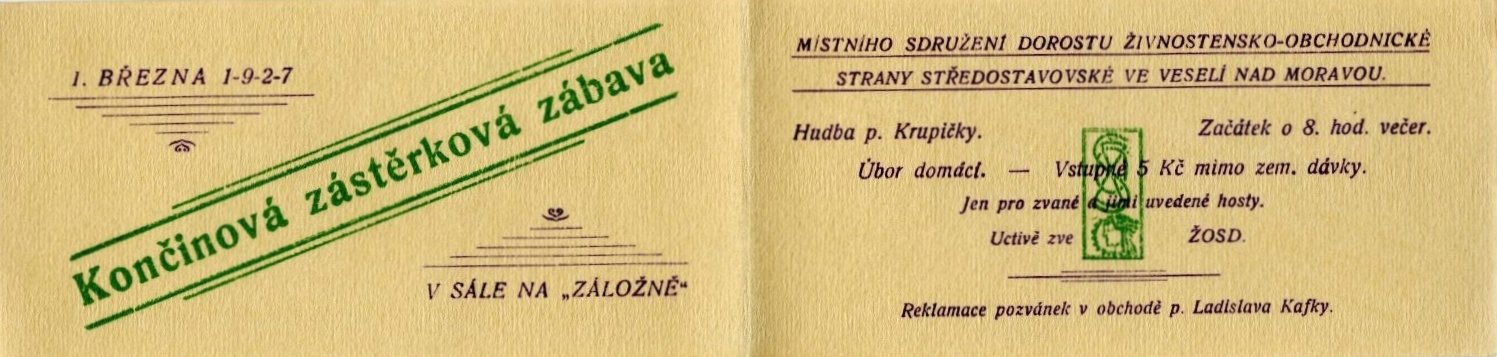 1. BŘEZNA 1-9-2-7
Končinová zástěrková zábava
V SÁLE NA „ZÁLOŽNĚ“
MÍSTNÍHO SDRUŽENÍ DOROSTU ŽIVNOSTENSKO-OBCHODNICKÉ
STRANY STŘEDOSTAVOVSKÉ VE VESELÍ NAD MORAVOU.
Hudba p. Krupičky.
Začátek o 8. hod. večer.
Úbor domácí. — Vstupné 5 Kč mimo zem. dávky.
Jen pro zvané a jimi uvedené hosty.
Uctivě zve ŽOSD.
Reklamace pozvánek v obchodě p. Ladislava Kafky.